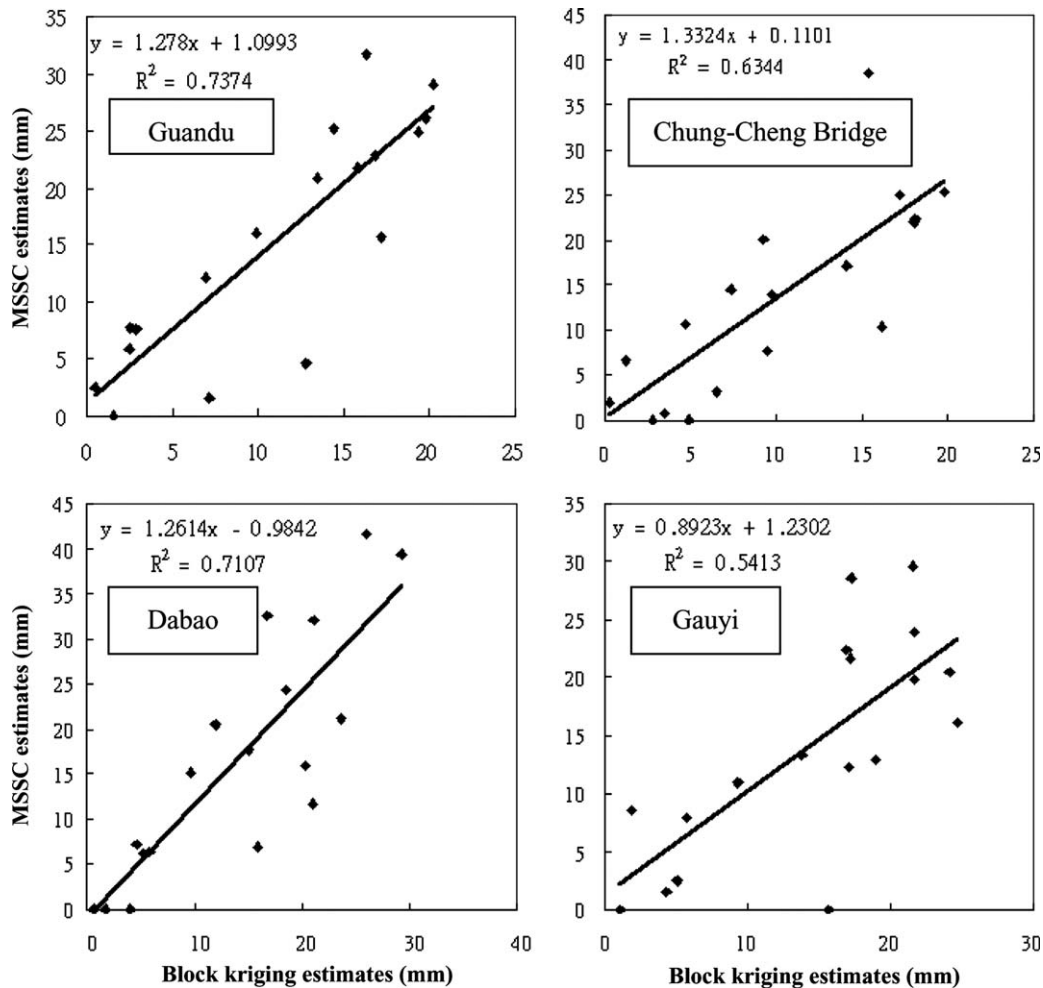 MSSC estimates (mm)
35
30
25
20
15
10
5
0
y = 1.278x + 1.0993
R² = 0.7374
Guandu
0 5 10 15 20 25
45
40
35
30
25
20
15
10
5
0
y = 1.3324x + 0.1101
R² = 0.6344
Chung-Cheng Bridge
0 5 10 15 20 25
MSSC estimates (mm)
45
40
35
30
25
20
15
10
5
0
y = 1.2614x - 0.9842
R² = 0.7107
Dabao
0 10 20 30 40
Block kriging estimates (mm)
35
30
25
20
15
10
5
0
y = 0.8923x + 1.2302
R² = 0.5413
Gauyi
0 10 20 30
Block kriging estimates (mm)